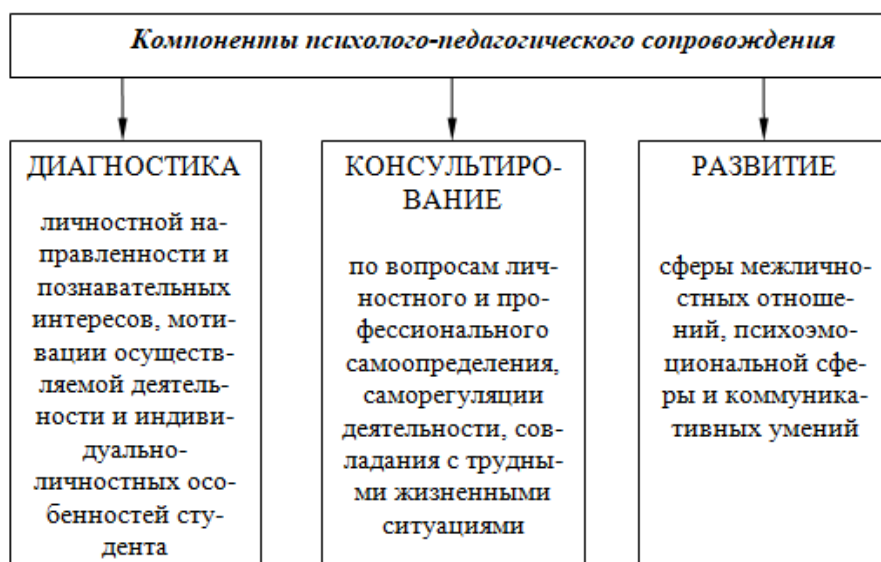 Компоненты психолого-педагогического сопровождения
ДИАГНОСТИКА
личностной на-
правленности и
познавательных
интересов, моти-
вации осуществ-
ляемой деятель-
ности и индиви-
дуально-
личностных осо-
бенностей сту-
дента
КОНСУЛЬТИРО-
ВАНИЕ
по вопросам лич-
ностного и про-
фессионального
самоопределения,
саморегуляции
деятельности, сов-
ладания с трудны-
ми жизненными
ситуациями
РАЗВИТИЕ
сферы межлично-
стных отноше-
ний, психоэмо-
циональной сфе-
ры и коммуника-
тивных умений